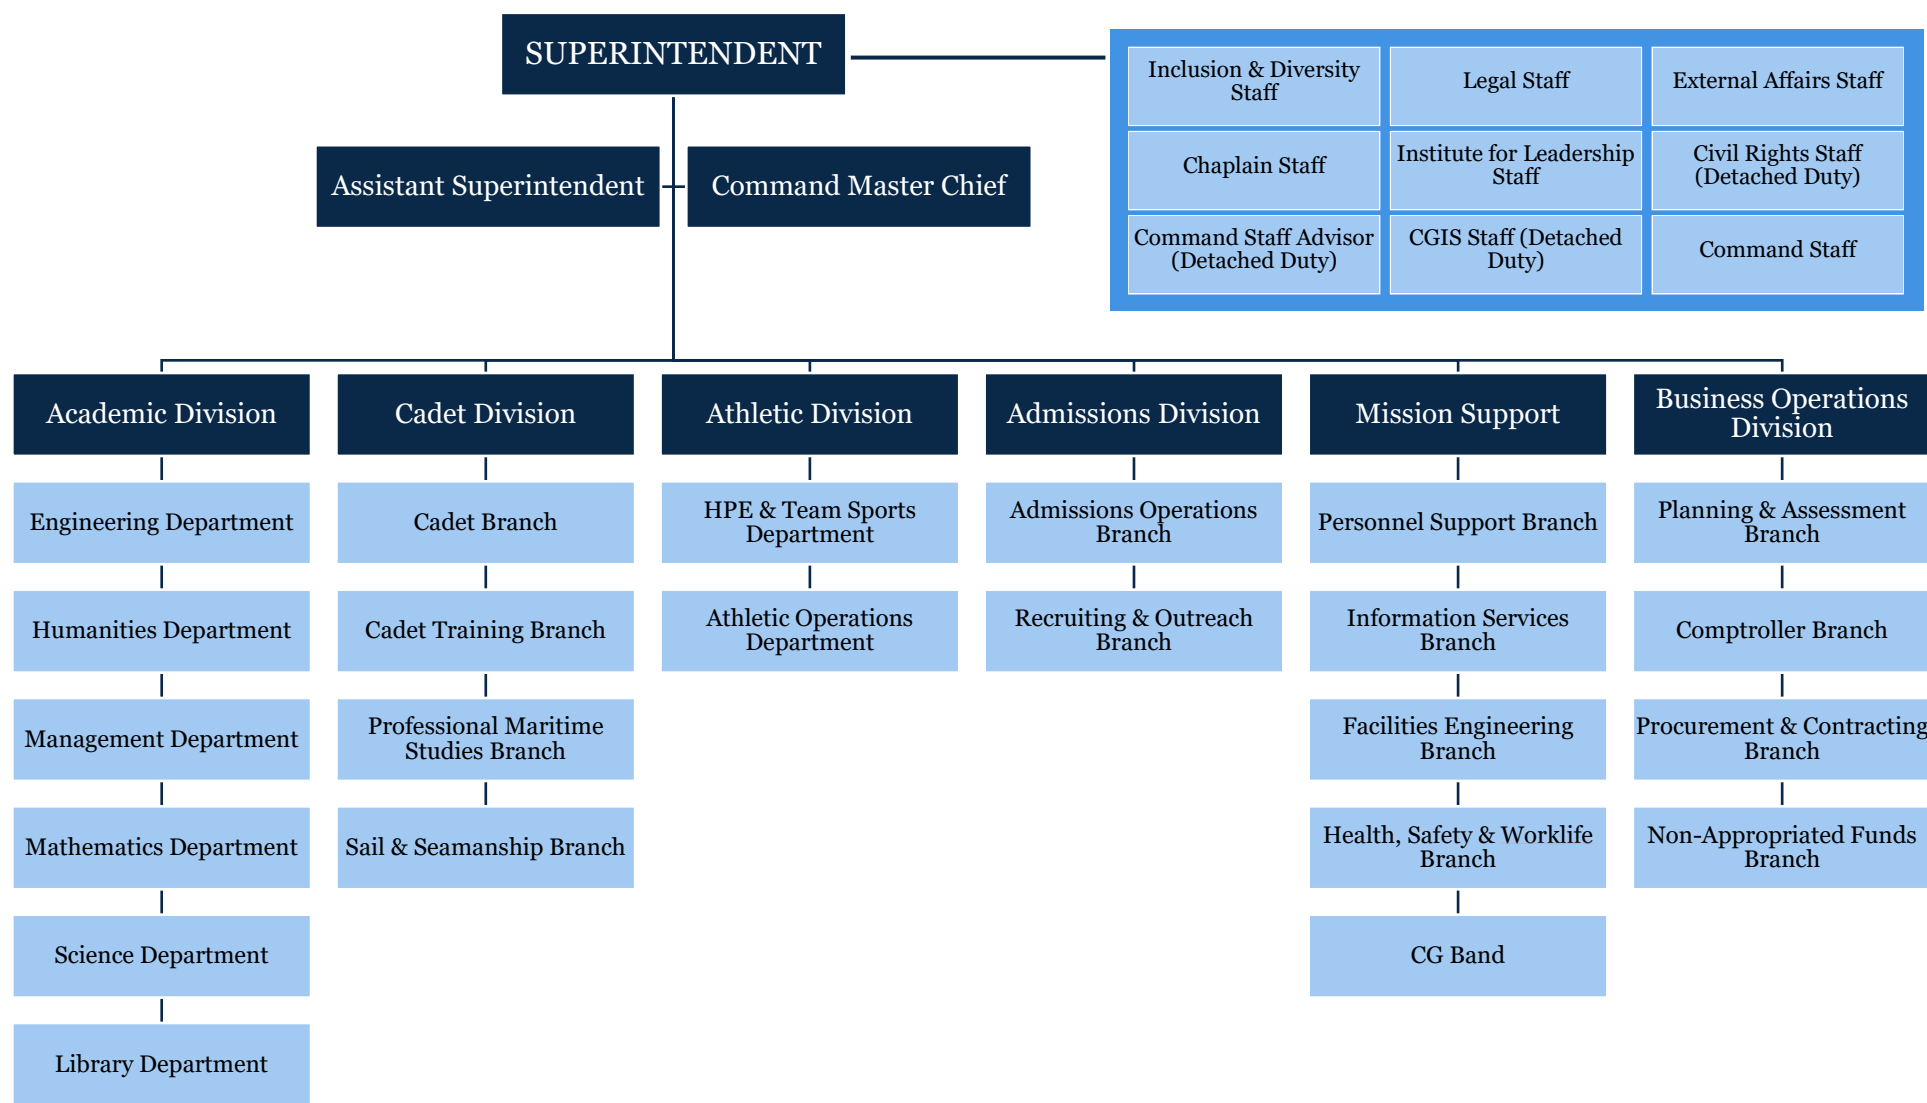 SUPERINTENDENT
Assistant Superintendent
Command Master Chief
Inclusion & Diversity
Staff
Legal Staff
External Affairs Staff
Chaplain Staff
Institute for Leadership
Staff
Civil Rights Staff
(Detached Duty)
Command Staff Advisor
(Detached Duty)
CGIS Staff (Detached
Duty)
Command Staff
Academic Division
Engineering Department
Humanities Department
Management Department
Mathematics Department
Science Department
Library Department
Cadet Division
Cadet Branch
Cadet Training Branch
Professional Maritime
Studies Branch
Sail & Seamanship Branch
Athletic Division
HPE & Team Sports
Department
Athletic Operations
Department
Admissions Division
Admissions Operations
Branch
Recruiting & Outreach
Branch
Mission Support
Personnel Support Branch
Information Services
Branch
Facilities Engineering
Branch
Health, Safety & Worklife
Branch
CG Band
Business Operations
Division
Planning & Assessment
Branch
Comptroller Branch
Procurement & Contracting
Branch
Non-Appropriated Funds
Branch